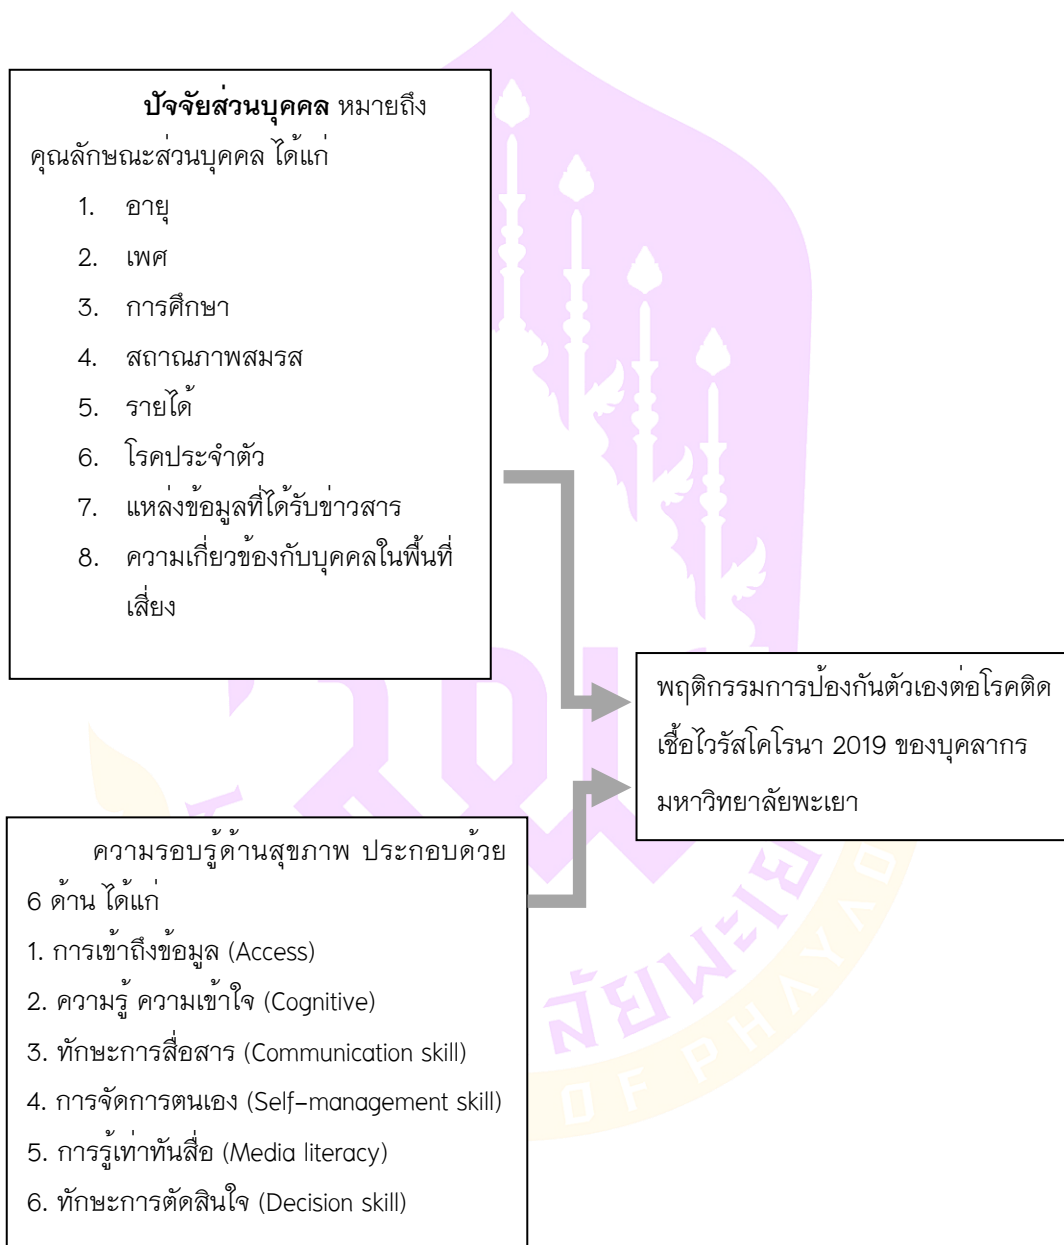 ปัจจัยส่วนบุคคล หมายถึง
คุณลักษณะส่วนบุคคล ได้แก่
1. อายุ
2. เพศ
3. การศึกษา
4. สถาณภาพสมรส
5. รายได้
6. โรคประจำตัว
7. แหล่งข้อมูลที่ได้รับข่าวสาร
8. ความเกี่ยวข้องกับบุคคลในพื้นที่
เสี่ยง
พฤติกรรมการป้องกันตัวเองต่อโรคติด
เชื้อไวรัสโคโรนา 2019 ของบุคลากร
มหาวิทยาลัยพะเยา
ความรอบรู้ด้านสุขภาพ ประกอบด้วย
6 ด้าน ได้แก่
1. การเข้าถึงข้อมูล (Access)
2. ความรู้ ความเข้าใจ (Cognitive)
3. ทักษะการสื่อสาร (Communication skill)
4. การจัดการตนเอง (Self-management skill)
5. การรู้เท่าทันสื่อ (Media literacy)
6. ทักษะการตัดสินใจ (Decision skill)
ลัยพะเย
OF PHAYAO